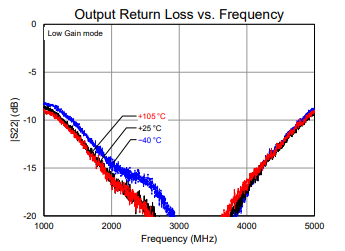 Output Return Loss vs. Frequency
0
Low Gain mode
-5
|S22| (dB)
-10
+105 °C
+25 °C
-40 °C
-15
-20
1000 2000 3000 4000 5000
Frequency (MHz)